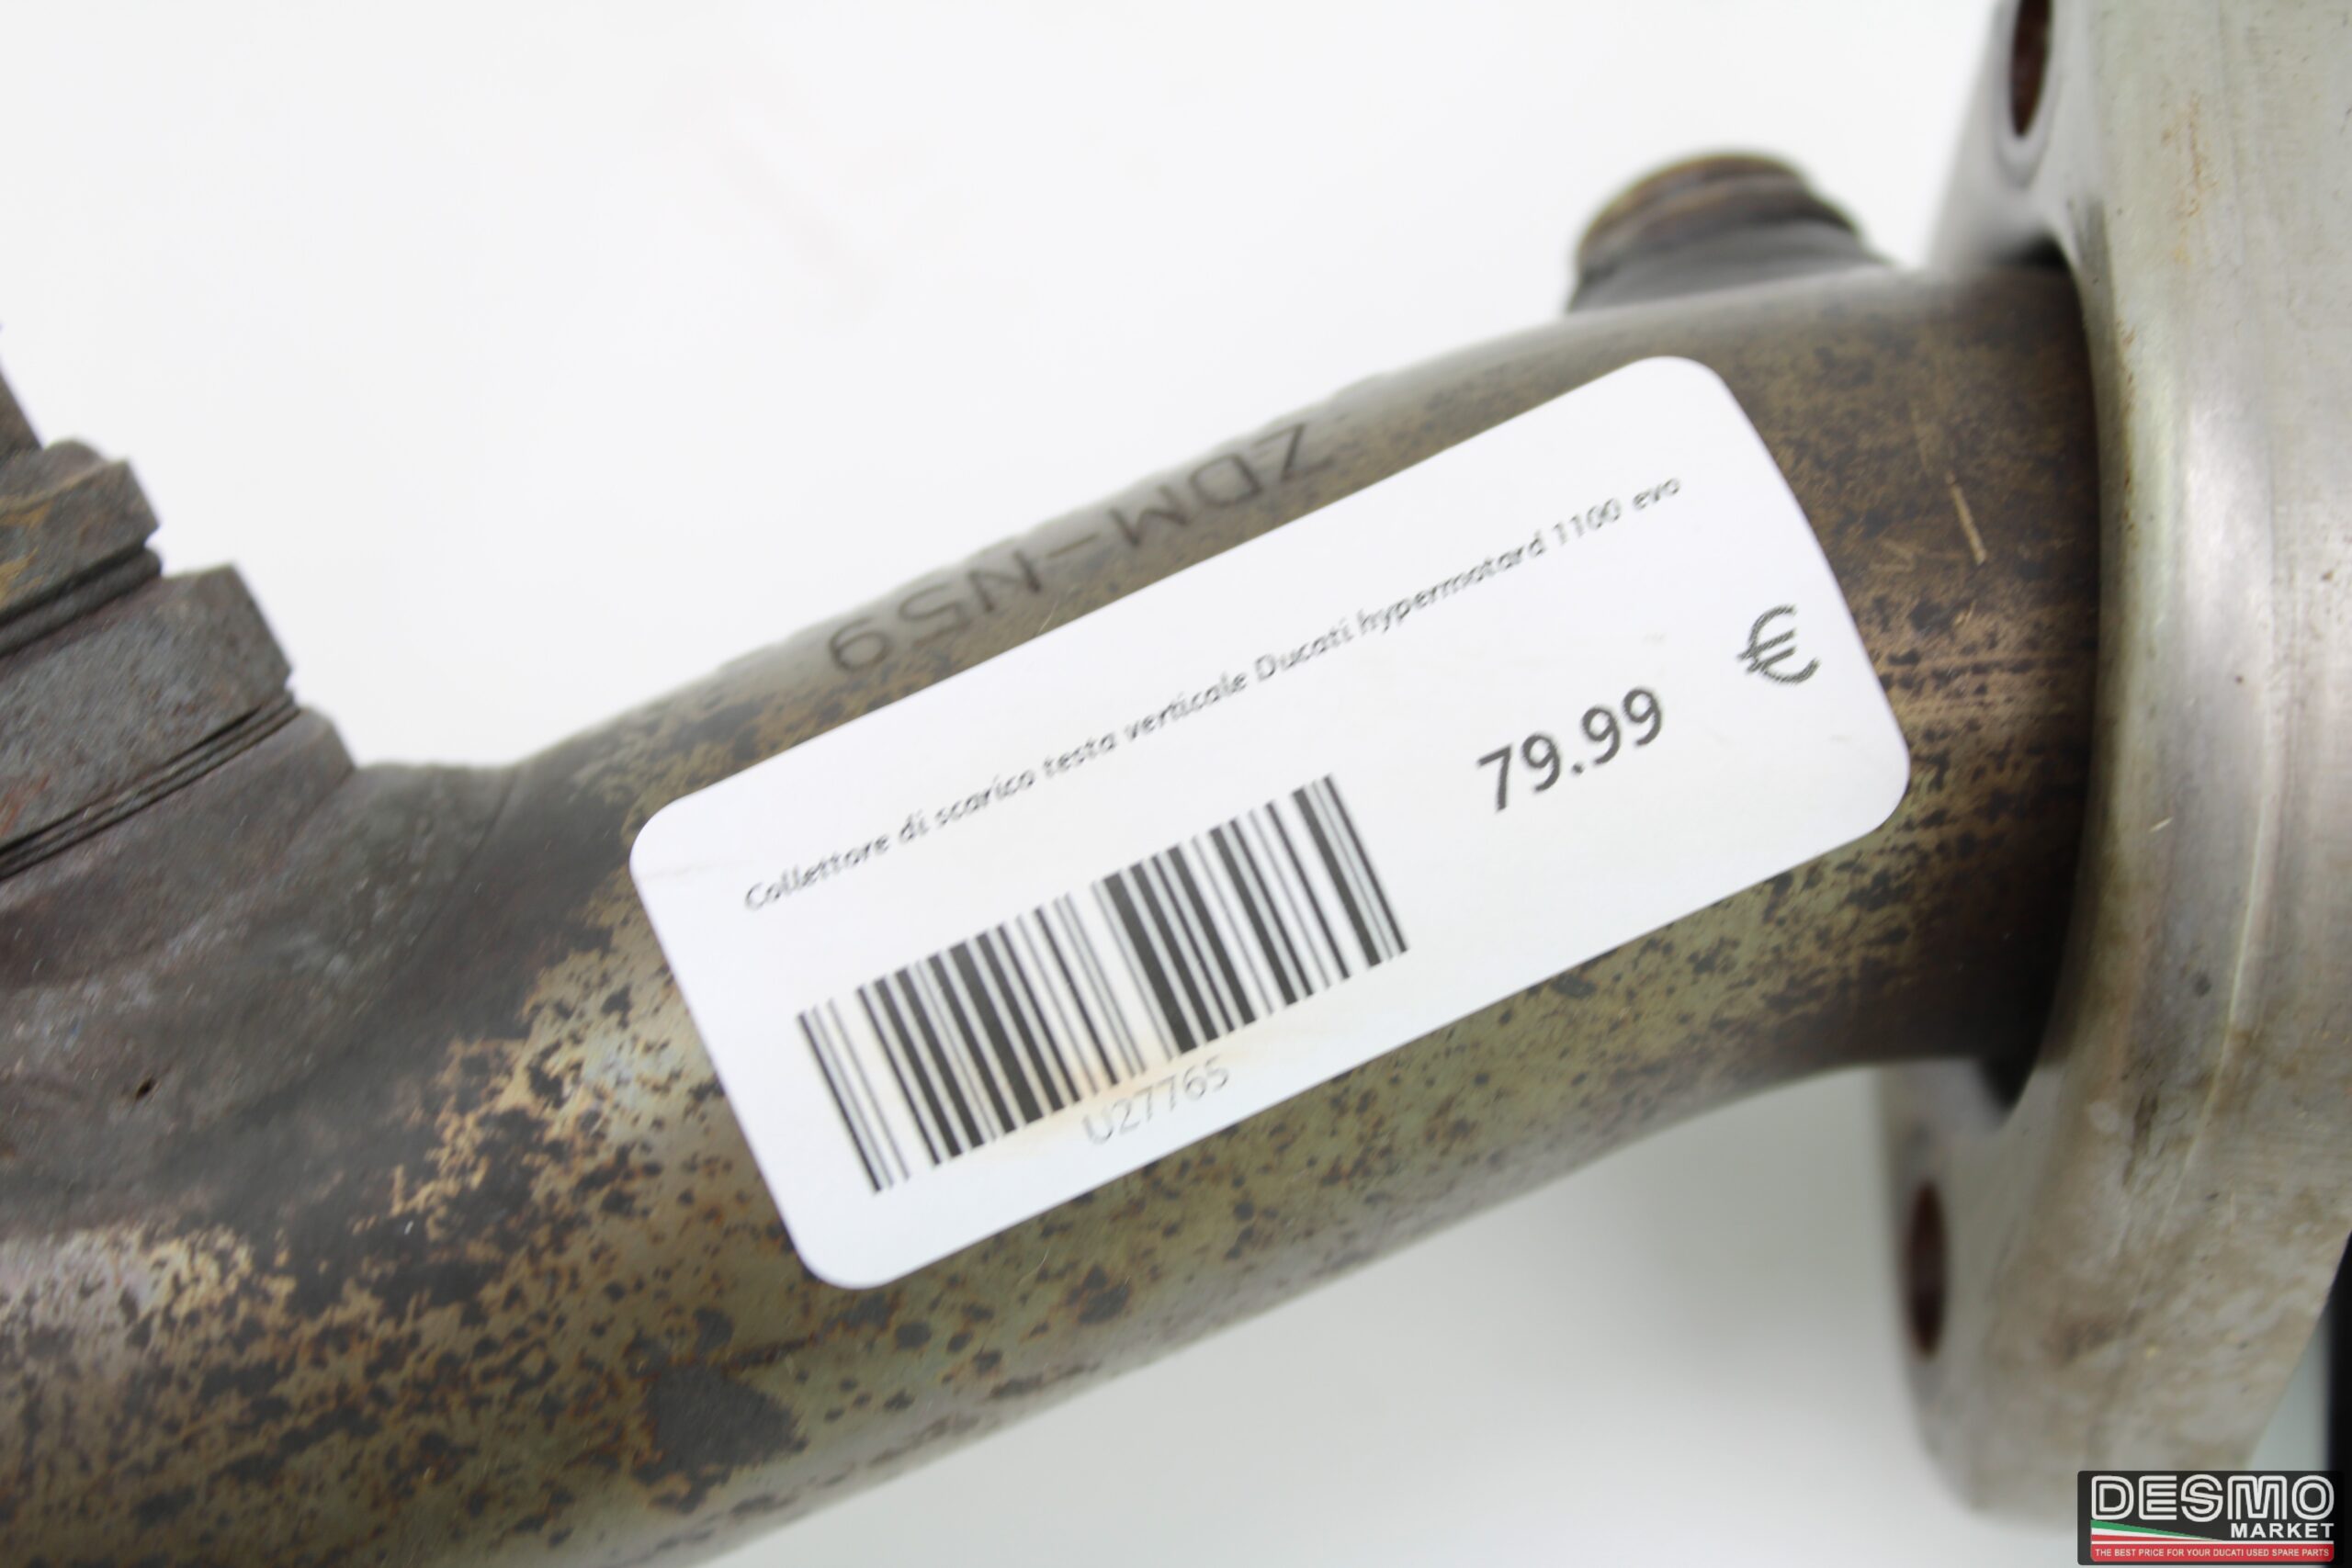 ZDM-N59
Collettore di scarico testa verticale Ducati hypermotard 1100 evo
79.99 €
U27765
DESMO
MARKET
THE BEST PRICE FOR YOUR DUCATI USED SPARE PARTS